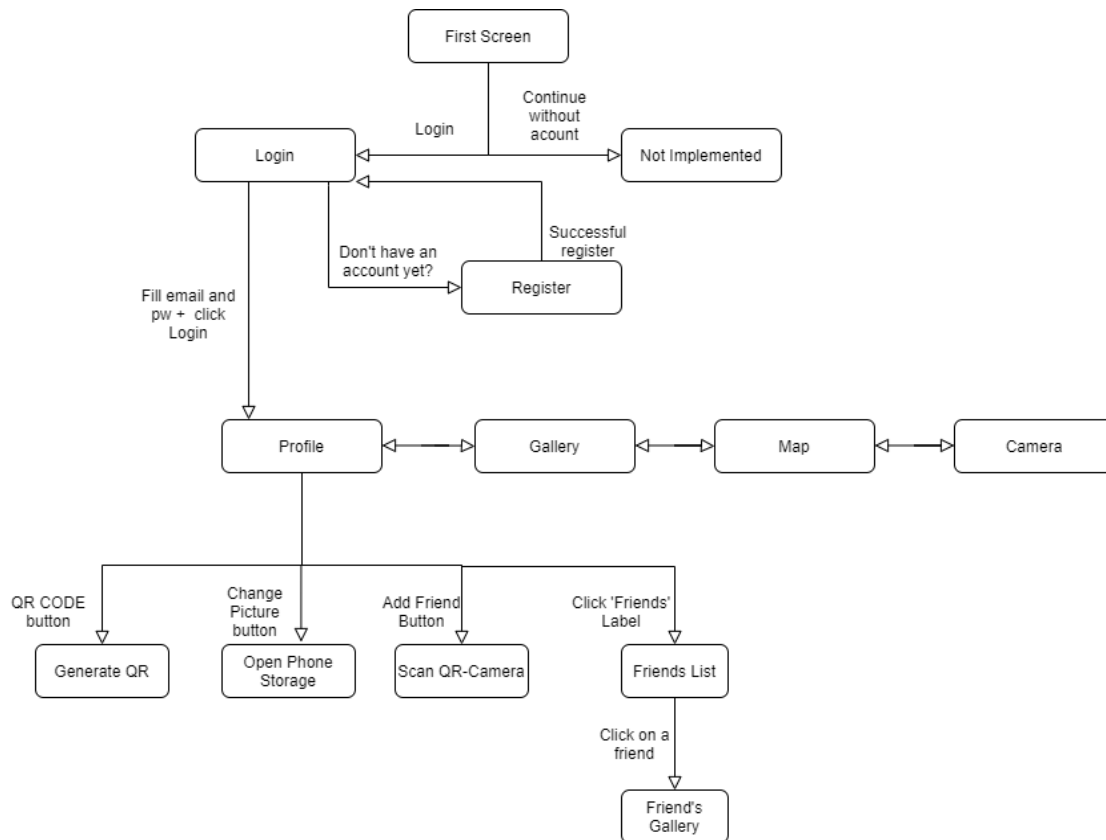 First Screen
Continue
without
acount
Login
Login
Not Implemented
Successful
register
Don't have an
account yet?
Register
Fill email and
pw + click
Login
Profile
Gallery
Map
Camera
QR CODE
button
Change
Picture
button
Add Friend
Button
Click 'Friends'
Label
Generate QR
Open Phone
Storage
Scan QR-Camera
Friends List
Click on a
friend
Friend's
Gallery